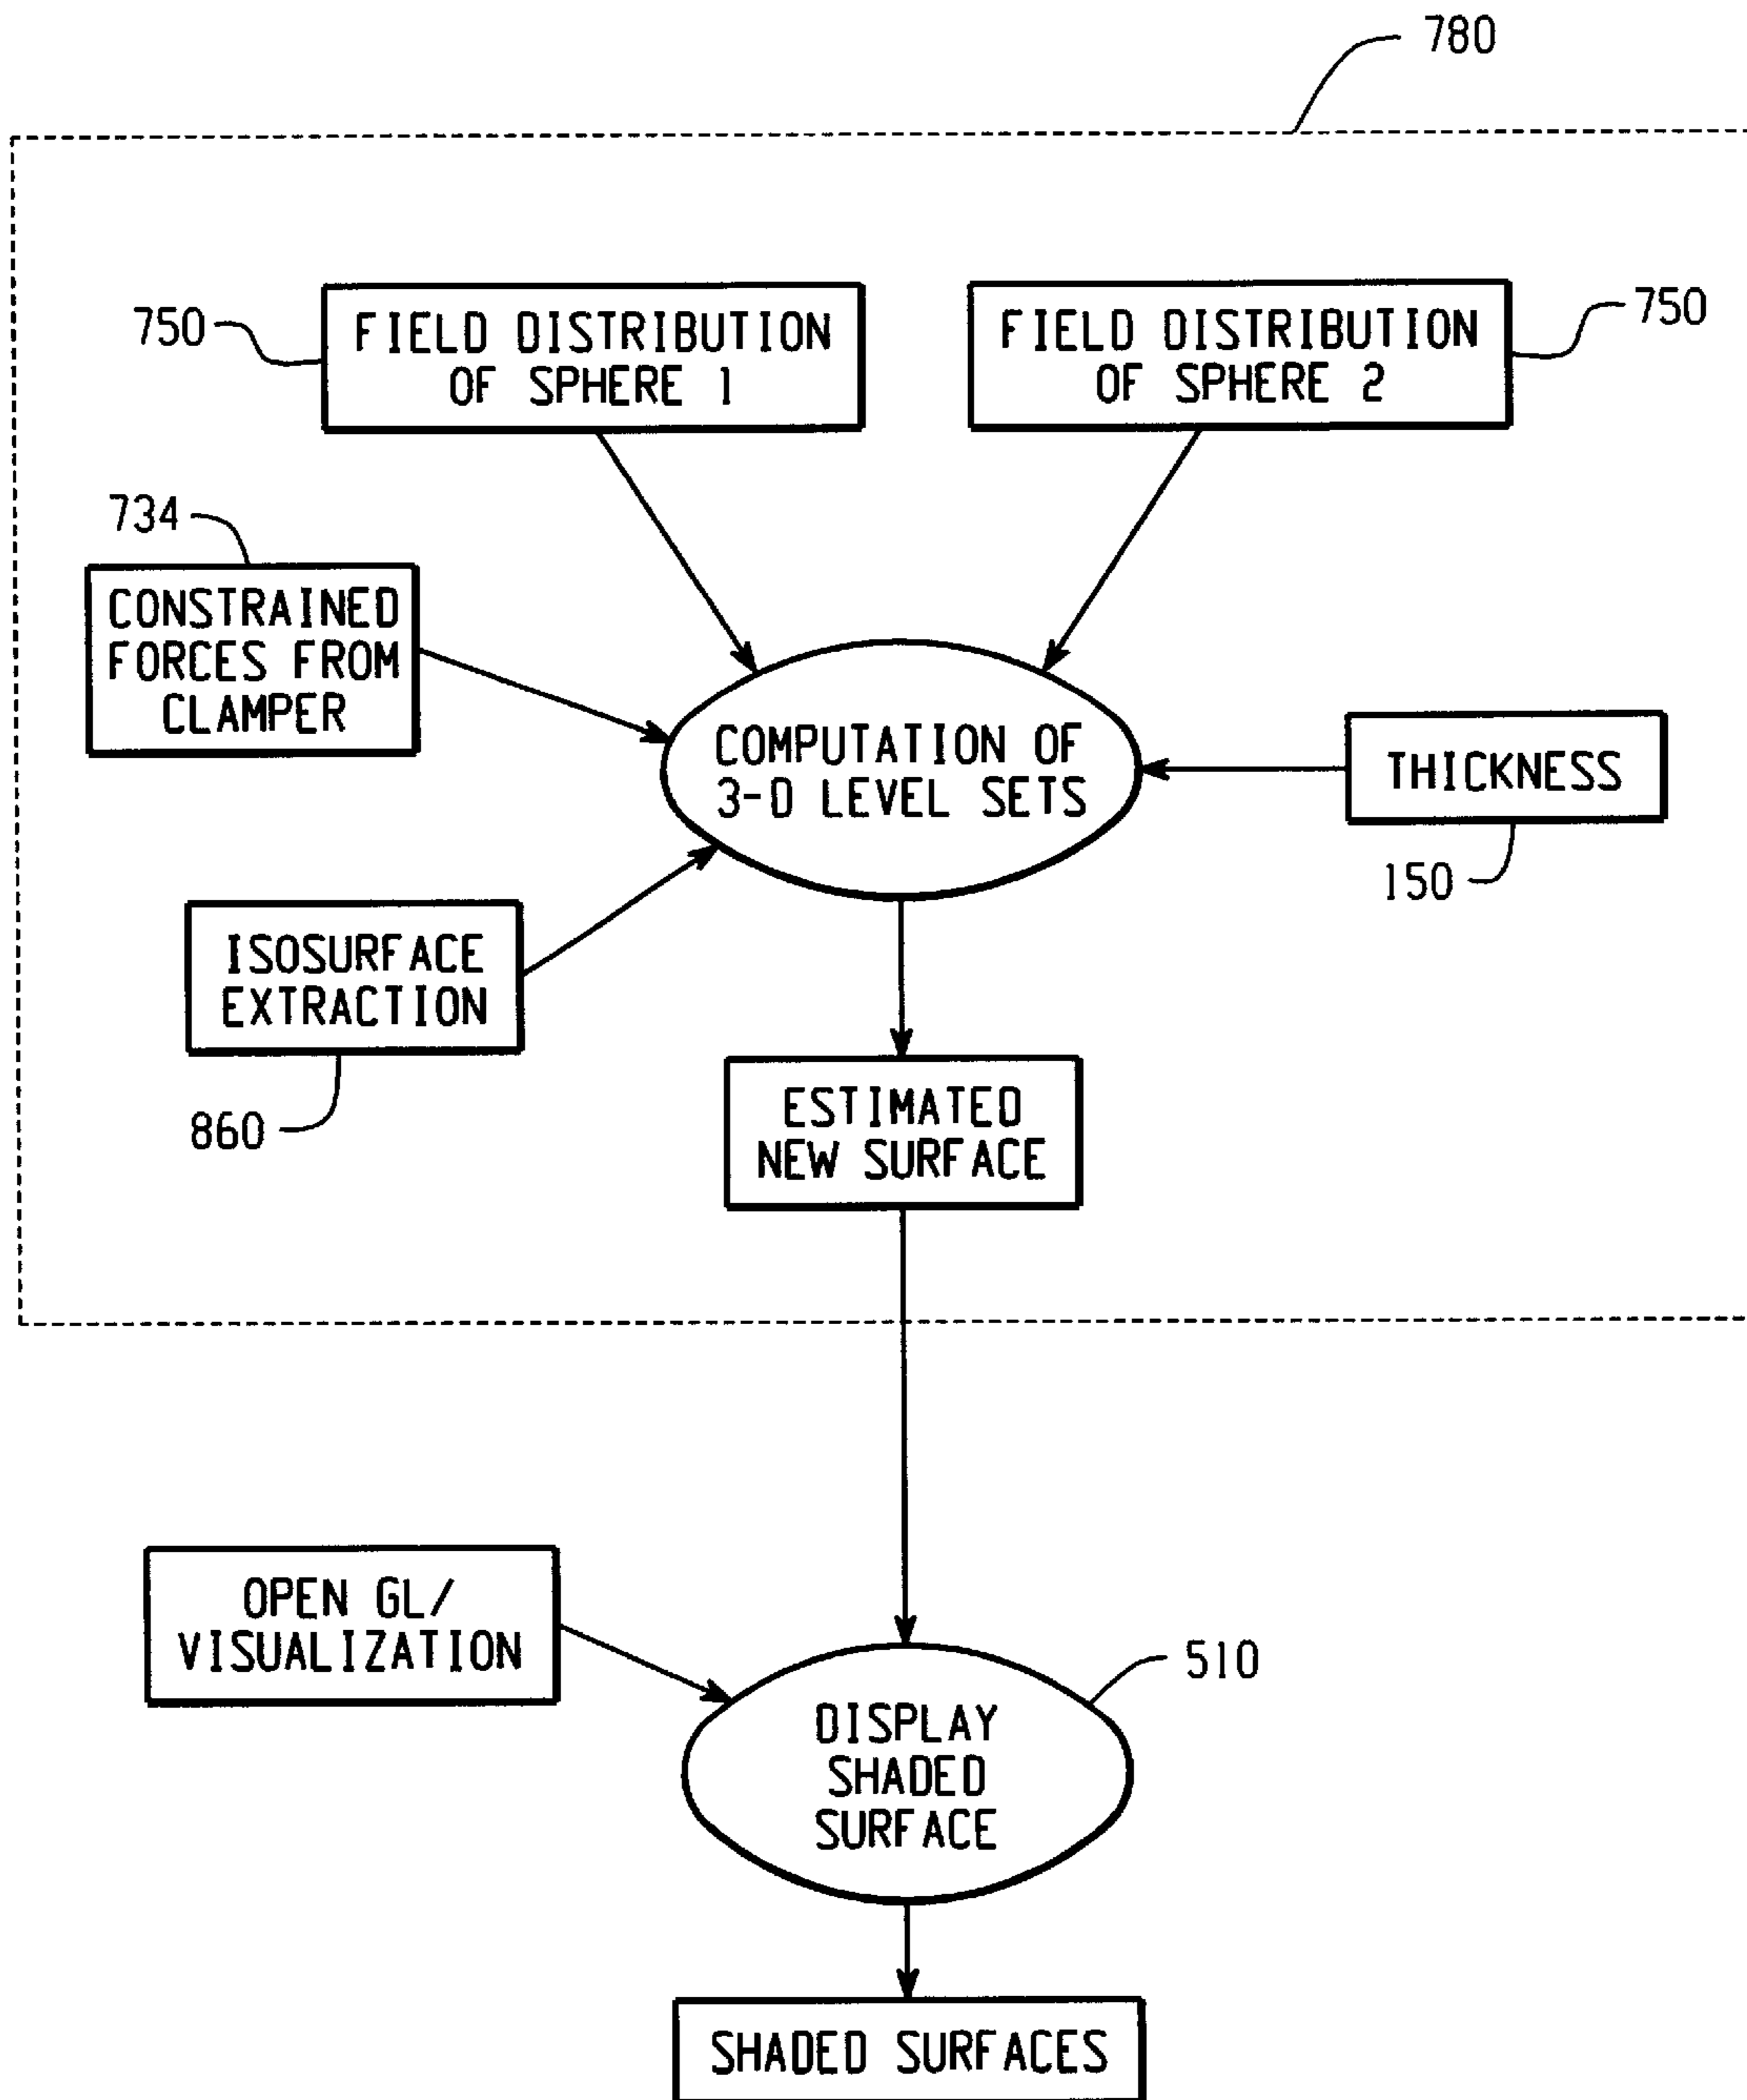 780
750
FIELD DISTRIBUTION
OF SPHERE 1
FIELD DISTRIBUTION
OF SPHERE 2
750
734
CONSTRAINED
FORCES FROM
CLAMPER
COMPUTATION OF
3-D LEVEL SETS
THICKNESS
150
ISOSURFACE
EXTRACTION
860
ESTIMATED
NEW SURFACE
OPEN GL/
VISUALIZATION
510
DISPLAY
SHADED
SURFACE
SHADED SURFACES